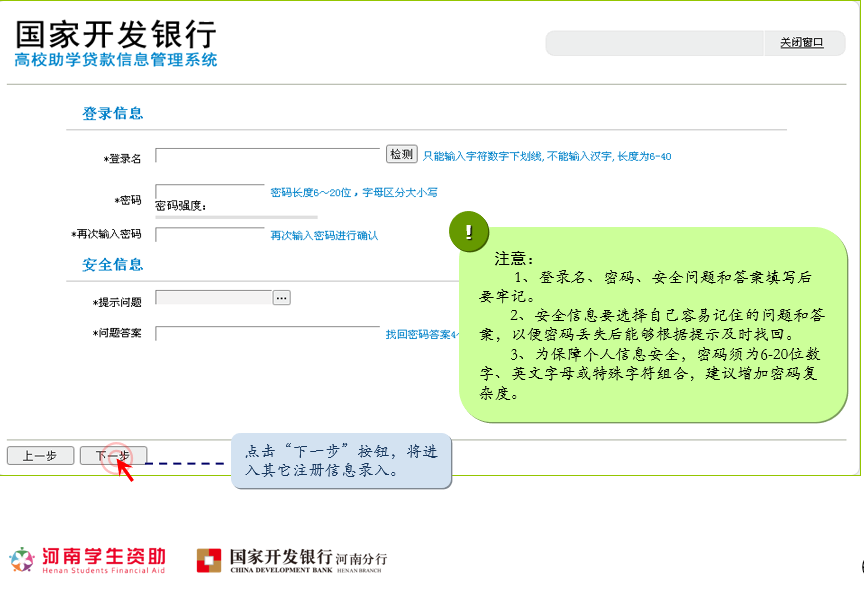 国家开发银行
高校助学贷款信息管理系统
关闭窗口
登录信息
*登录名
检测
只能输入字符数字下划线, 不能输入汉字, 长度为6-40
*密码
密码长度6～20位，字母区分大小写
密码强度：
*再次输入密码
再次输入密码进行确认
安全信息
*提示问题
...
*问题答案
找回密码答案4
!
注意：
1、登录名、密码、安全问题和答案填写后
要牢记。
2、安全信息要选择自己容易记住的问题和答
案，以便密码丢失后能够根据提示及时找回。
3、为保障个人信息安全，密码须为6-20位数
字、英文字母或特殊字符组合，建议增加密码复
杂度。
上一步
下一步
点击“下一步”按钮，将进
入其它注册信息录入。
河南学生资助
Henan Students Financial Aid
国家开发银行 河南分行
CHINA DEVELOPMENT BANK HENAN BRANCH